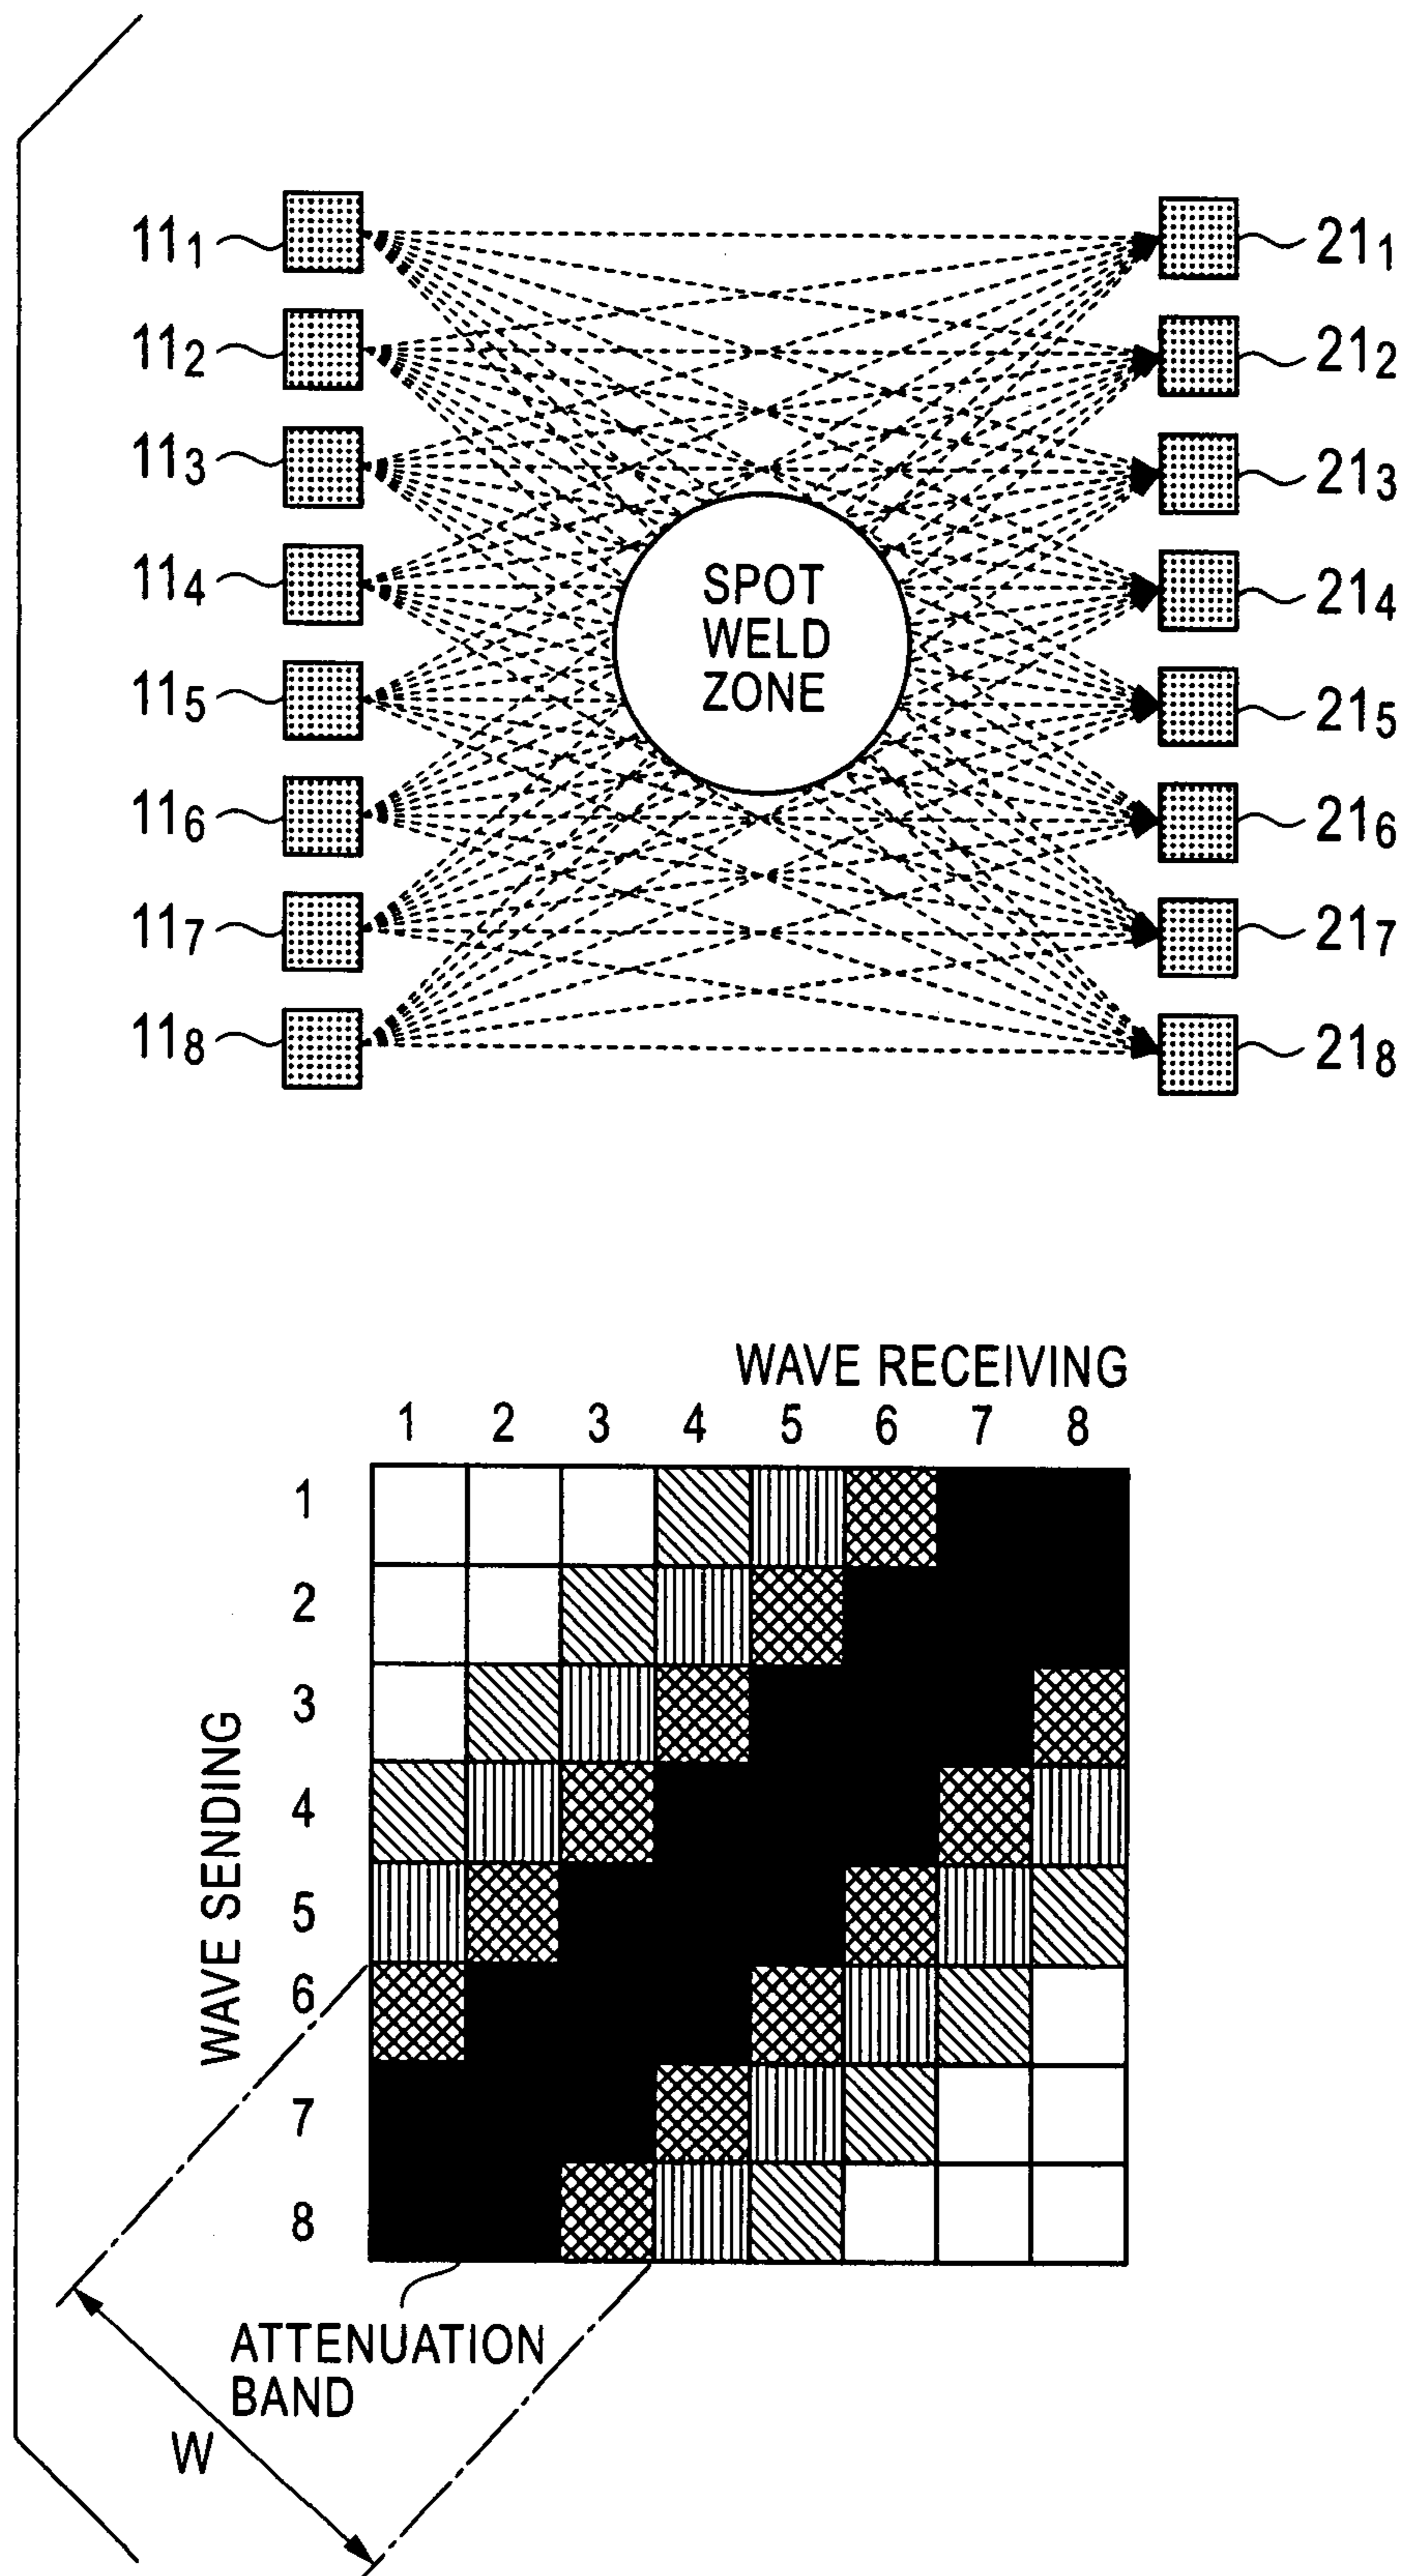 11₁ 21₁
11₂ 21₂
11₃ 21₃
11₄ 21₄
11₅ 21₅
11₆ 21₆
11₇ 21₇
11₈ 21₈
SPOT
WELD
ZONE
WAVE RECEIVING
1 2 3 4 5 6 7 8
WAVE SENDING
1
2
3
4
5
6
7
8
ATTENUATION
BAND
W